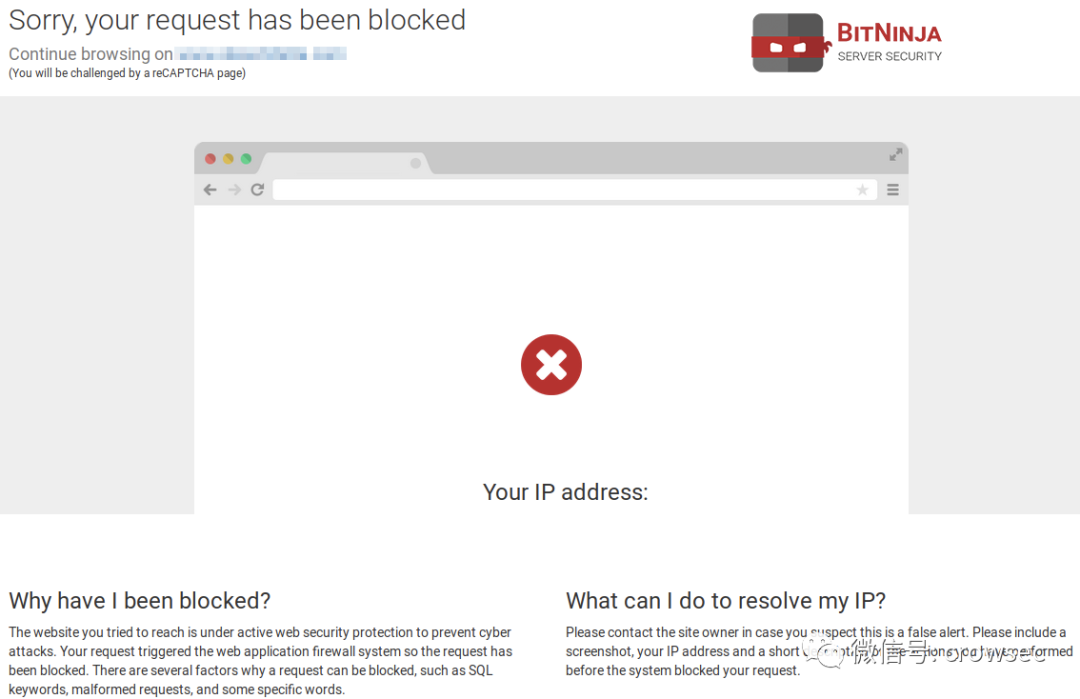 Sorry, your request has been blocked
Continue browsing on
(You will be challenged by a reCAPTCHA page)
BITNINJA
SERVER SECURITY
Your IP address:
Why have I been blocked?
The website you tried to reach is under active web security protection to prevent cyber
attacks. Your request triggered the web application firewall system so the request has
been blocked. There are several factors why a request can be blocked, such as SQL
keywords, malformed requests, and some specific words.
What can I do to resolve my IP?
Please contact the site owner in case you suspect this is a false alert. Please include a
screenshot, your IP address and a short you performed
before the system blocked your request.
微信号: crowsec